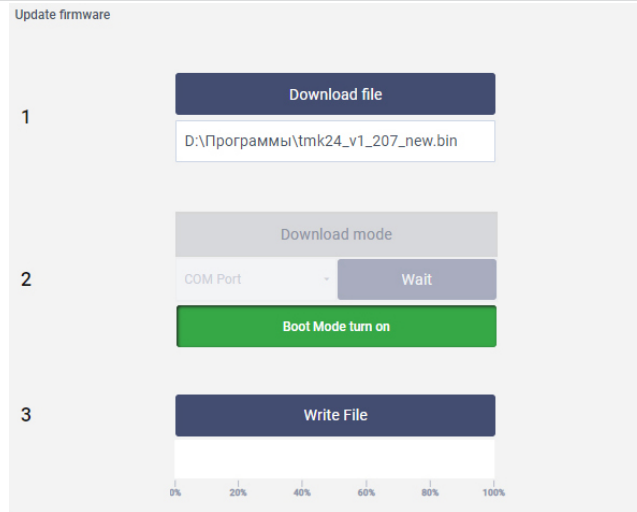 Update firmware
1
Download file
D:\Программы\tmk24_v1_207_new.bin
2
Download mode
COM Port
Wait
Boot Mode turn on
3
Write File
0% 20% 40% 60% 80% 100%